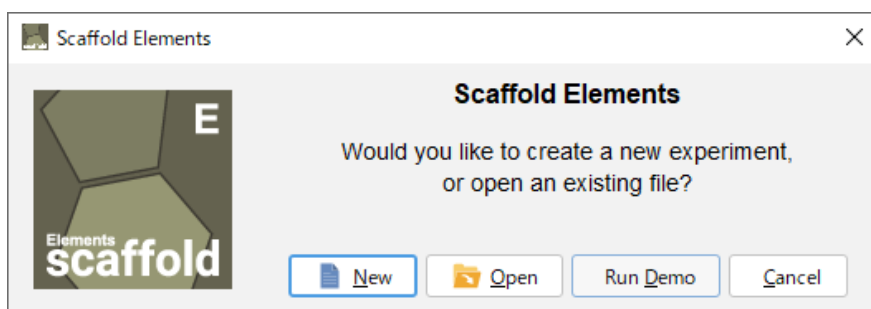 Scaffold Elements
Scaffold Elements
Would you like to create a new experiment,
or open an existing file?
E
Elements
scaffold
New
Open
Run Demo
Cancel